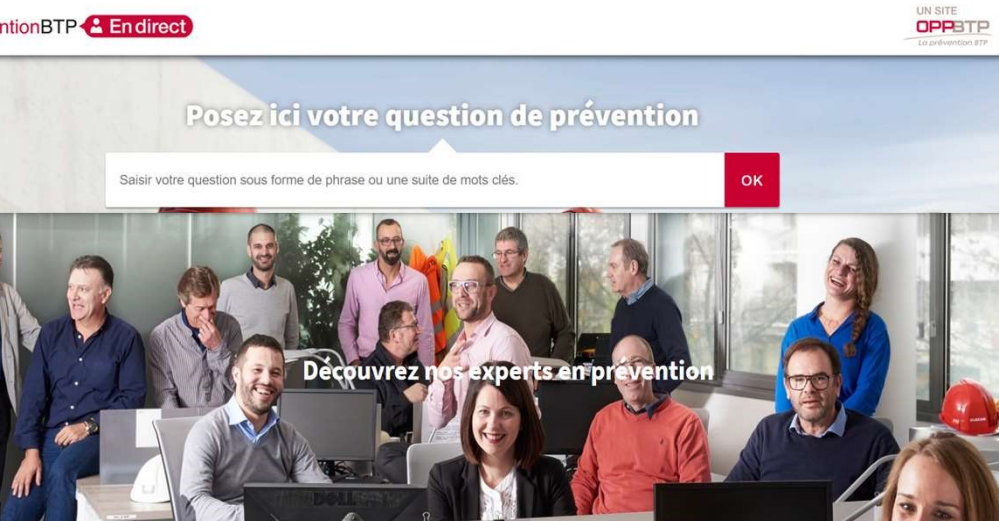 ntionBTP En direct
UN SITE
OPPBTP
La prévention BTP
Posez ici votre question de prévention
Saisir votre question sous forme de phrase ou une suite de mots clés.
OK
Découvrez nos experts en prévention
DELL